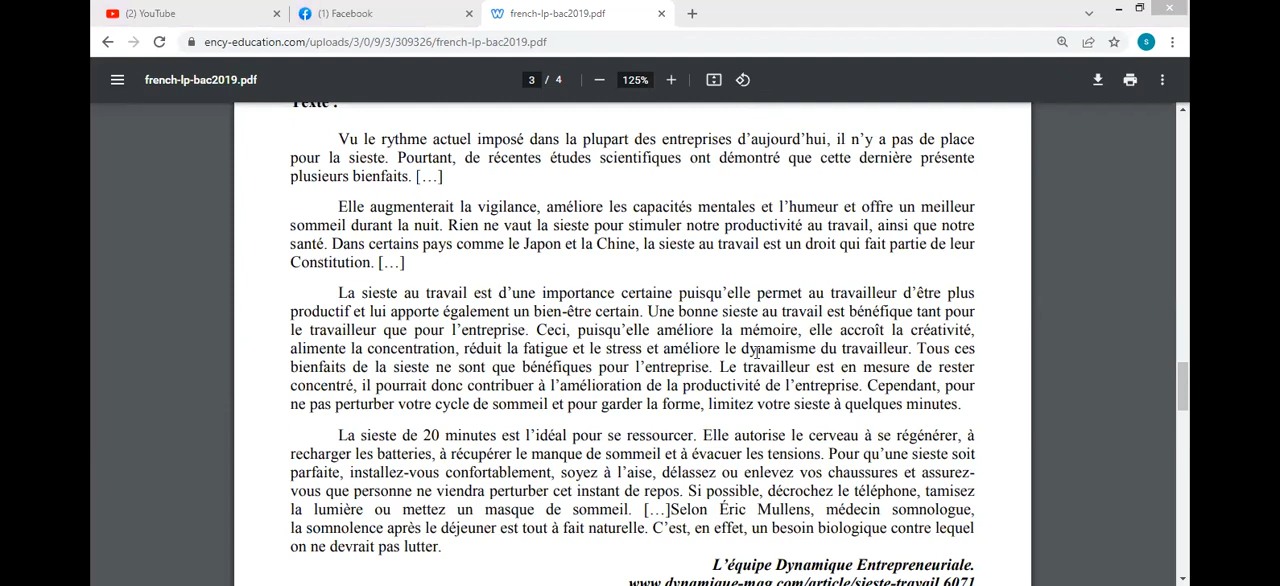 (2) YouTube
(1) Facebook
french-lp-bac2019.pdf
ency-education.com/uploads/3/0/9/3/309326/french-lp-bac2019.pdf
s
french-lp-bac2019.pdf
3 / 4
125%
Texte :
Vu le rythme actuel imposé dans la plupart des entreprises d’aujourd’hui, il n’y a pas de place
pour la sieste. Pourtant, de récentes études scientifiques ont démontré que cette dernière présente
plusieurs bienfaits. […]
Elle augmenterait la vigilance, améliore les capacités mentales et l’humeur et offre un meilleur
sommeil durant la nuit. Rien ne vaut la sieste pour stimuler notre productivité au travail, ainsi que notre
santé. Dans certains pays comme le Japon et la Chine, la sieste au travail est un droit qui fait partie de leur
Constitution. […]
La sieste au travail est d’une importance certaine puisqu’elle permet au travailleur d’être plus
productif et lui apporte également un bien-être certain. Une bonne sieste au travail est bénéfique tant pour
le travailleur que pour l’entreprise. Ceci, puisqu’elle améliore la mémoire, elle accroît la créativité,
alimente la concentration, réduit la fatigue et le stress et améliore le dynamisme du travailleur. Tous ces
bienfaits de la sieste ne sont que bénéfiques pour l’entreprise. Le travailleur est en mesure de rester
concentré, il pourrait donc contribuer à l’amélioration de la productivité de l’entreprise. Cependant, pour
ne pas perturber votre cycle de sommeil et pour garder la forme, limitez votre sieste à quelques minutes.
La sieste de 20 minutes est l’idéal pour se ressourcer. Elle autorise le cerveau à se régénérer, à
recharger les batteries, à récupérer le manque de sommeil et à évacuer les tensions. Pour qu’une sieste soit
parfaite, installez-vous confortablement, soyez à l’aise, délassez ou enlevez vos chaussures et assurez-
vous que personne ne viendra perturber cet instant de repos. Si possible, décrochez le téléphone, tamisez
la lumière ou mettez un masque de sommeil. […]Selon Éric Mullens, médecin somnologue,
la somnolence après le déjeuner est tout à fait naturelle. C’est, en effet, un besoin biologique contre lequel
on ne devrait pas lutter.
L’équipe Dynamique Entrepreneuriale.
www.dynamique-mag.com/article/sieste-travail.6071